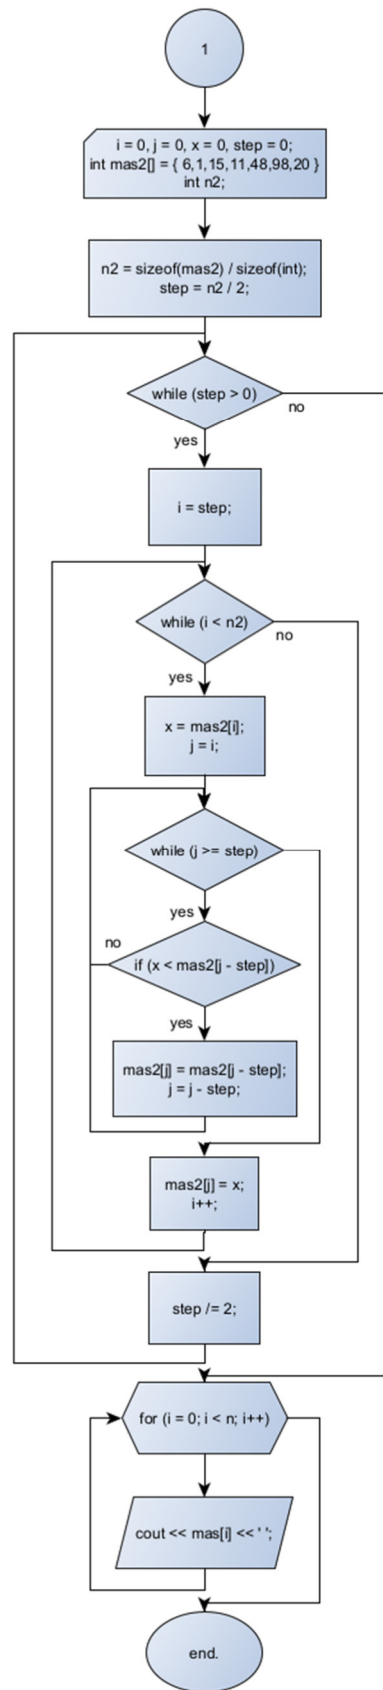 1
i = 0, j = 0, x = 0, step = 0;
int mas2[] = { 6,1,15,11,48,98,20 }
int n2;
n2 = sizeof(mas2) / sizeof(int);
step = n2 / 2;
while (step > 0)
no
yes
i = step;
while (i < n2)
no
yes
x = mas2[i];
j = i;
while (j >= step)
yes
no
if (x < mas2[j - step])
yes
mas2[j] = mas2[j - step];
j = j - step;
mas2[j] = x;
i++;
step /= 2;
for (i = 0; i < n; i++)
cout << mas[i] << ' ';
end.